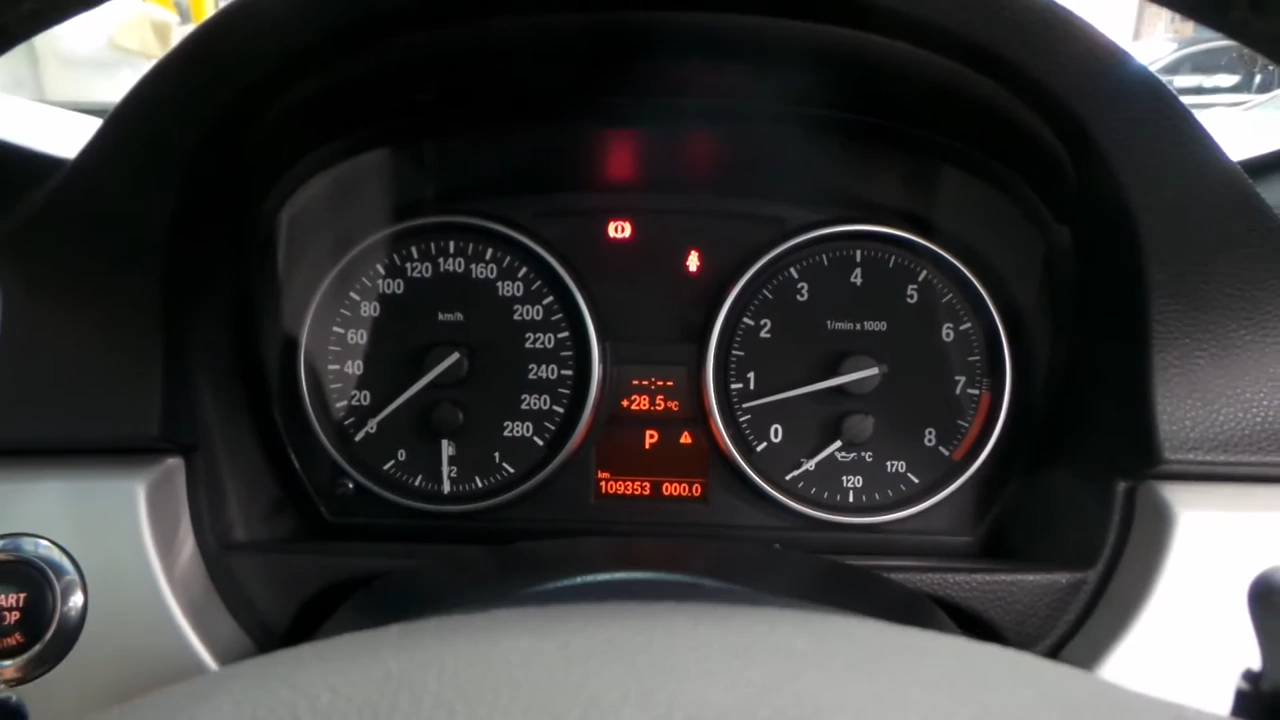 120 140 160
100 180
80 200
60 km/h 220
40 240
20 260
0 280
0 1/2 1
--:--
+28.5°C
P
km
109353 000.0
4
3 5
2 1/min x 1000 6
1 7
0 8
°C
70 120 170
ART
OP
INE